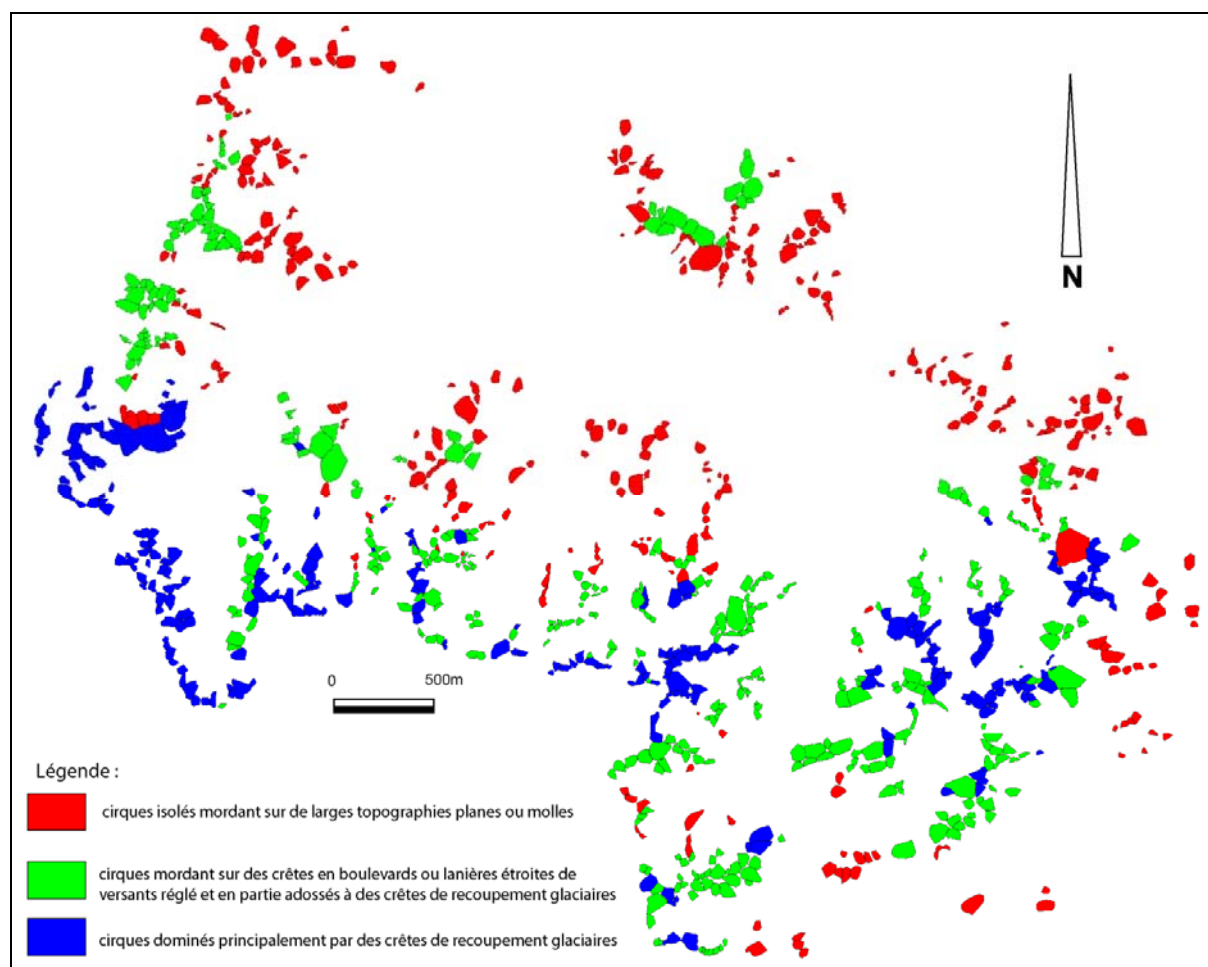 N
0 500m
Légende :
cirques isolés mordant sur de larges topographies planes ou molles
cirques mordant sur des crêtes en boulevards ou lanières étroites de
versants réglé et en partie adossés à des crêtes de recoupement glaciaires
cirques dominés principalement par des crêtes de recoupement glaciaires